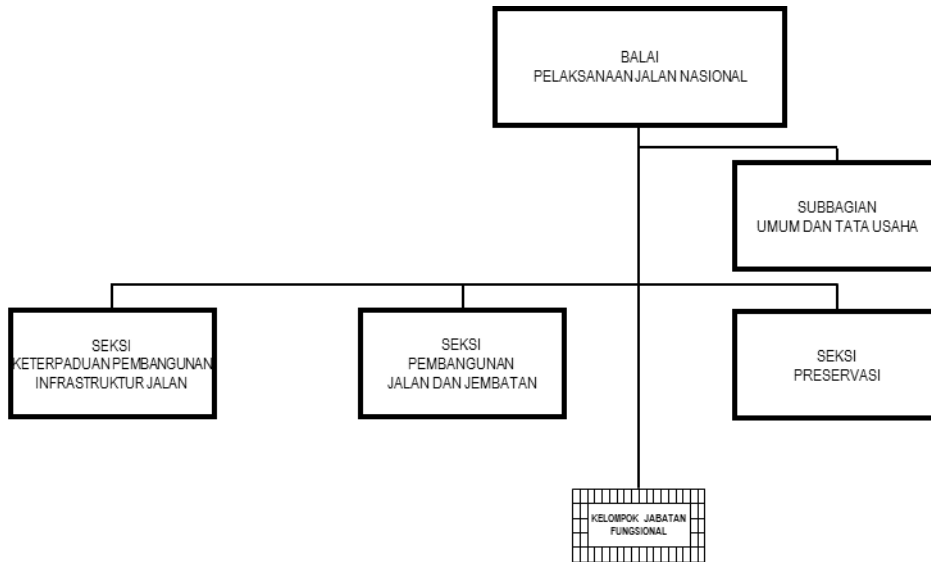 BALAI
PELAKSANAAN JALAN NASIONAL
SUBBAGIAN
UMUM DAN TATA USAHA
SEKSI
KETERPADUAN PEMBANGUNAN
INFRASTRUKTUR JALAN
SEKSI
PEMBANGUNAN
JALAN DAN JEMBATAN
SEKSI
PRESERVASI
KELOMPOK JABATAN
FUNGSIONAL